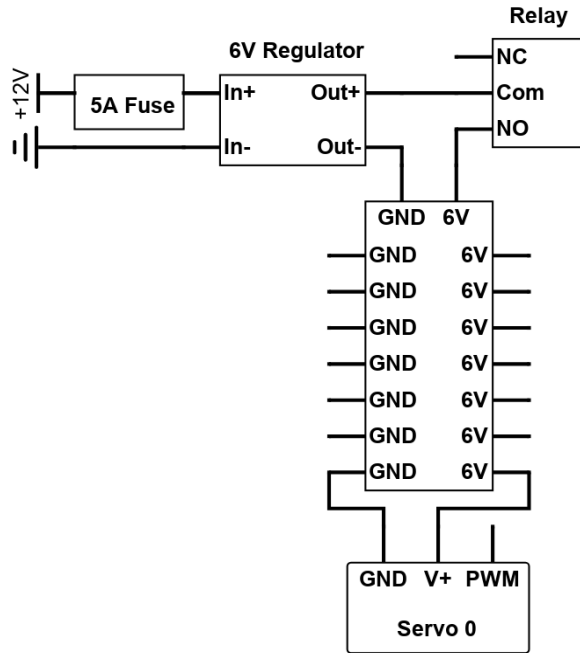 Relay
6V Regulator
NC
+12V
5A Fuse
In+ Out+
Com
NO
In- Out-
GND 6V
GND 6V
GND 6V
GND 6V
GND 6V
GND 6V
GND 6V
GND 6V
GND V+ PWM
Servo 0